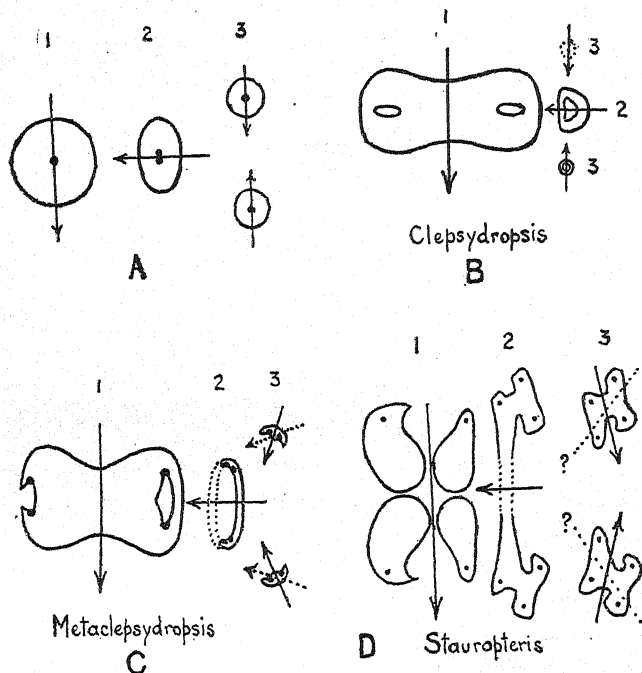 1 2 3
A
1
3
2
3
Clepsydropsis
B
1 2 3
Metaclepsydropsis
C
1 2 3
?
?
D Stauropteris